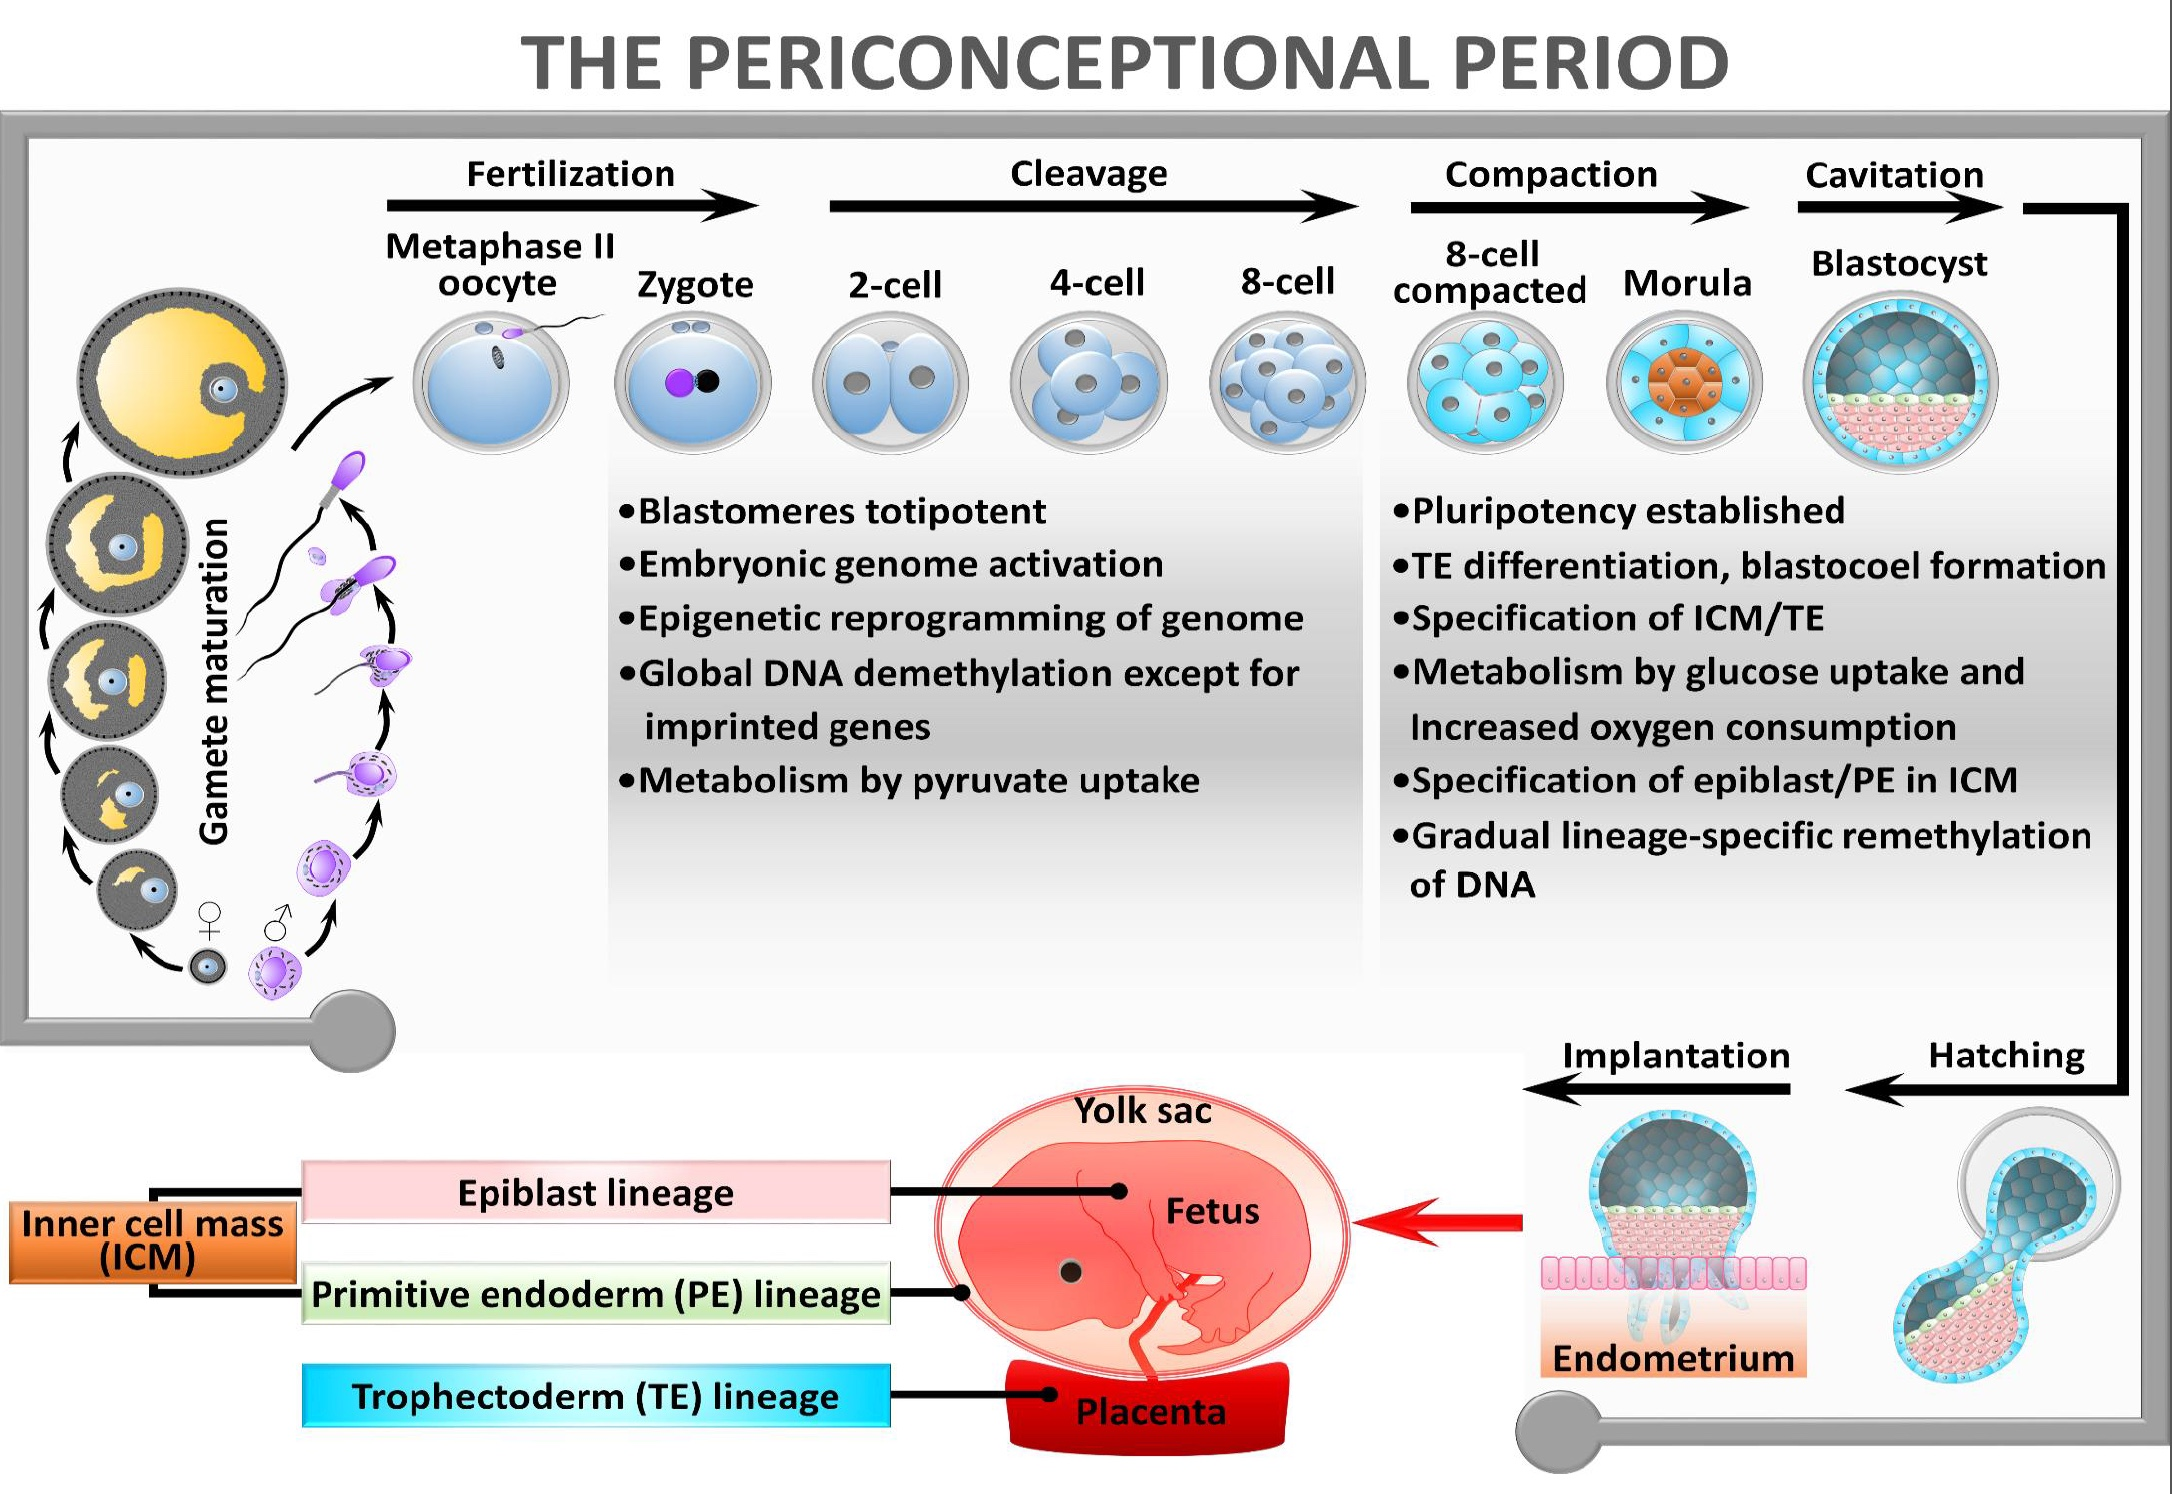 THE PERICONCEPTIONAL PERIOD
Fertilization
Cleavage
Compaction
Cavitation
Metaphase II
oocyte
Zygote
2-cell
4-cell
8-cell
8-cell
compacted
Morula
Blastocyst
Gamete maturation
♀
♂
•Blastomeres totipotent
•Embryonic genome activation
•Epigenetic reprogramming of genome
•Global DNA demethylation except for
imprinted genes
•Metabolism by pyruvate uptake
•Pluripotency established
•TE differentiation, blastocoel formation
•Specification of ICM/TE
•Metabolism by glucose uptake and
Increased oxygen consumption
•Specification of epiblast/PE in ICM
•Gradual lineage-specific remethylation
of DNA
Hatching
Implantation
Endometrium
Yolk sac
Fetus
Placenta
Inner cell mass
(ICM)
Epiblast lineage
Primitive endoderm (PE) lineage
Trophectoderm (TE) lineage